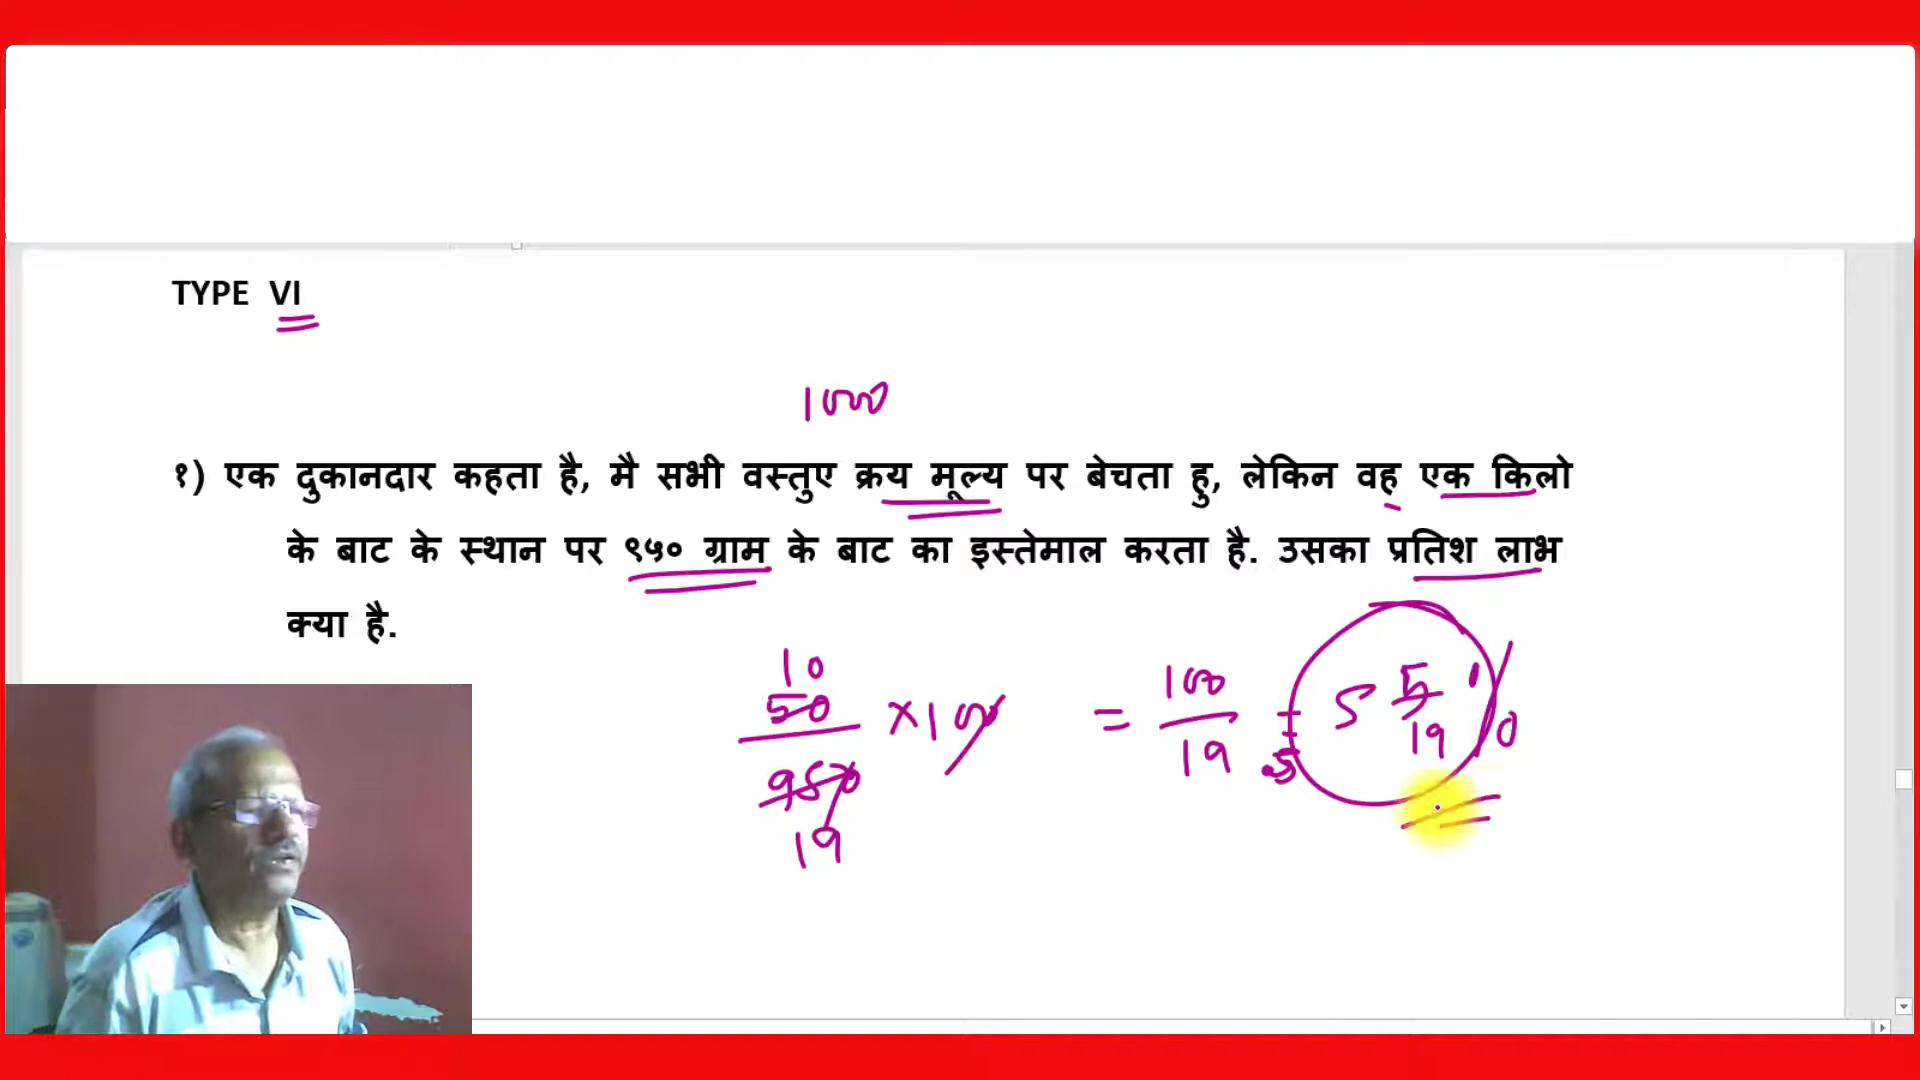 TYPE VI
1000
१) एक दुकानदार कहता है, मै सभी वस्तुए क्रय मूल्य पर बेचता हु, लेकिन वह एक किलो
के बाट के स्थान पर ९५० ग्राम के बाट का इस्तेमाल करता है. उसका प्रतिश लाभ
क्या है.
10
50/950 × 100 = 100/19 = 5 5/19 %
19